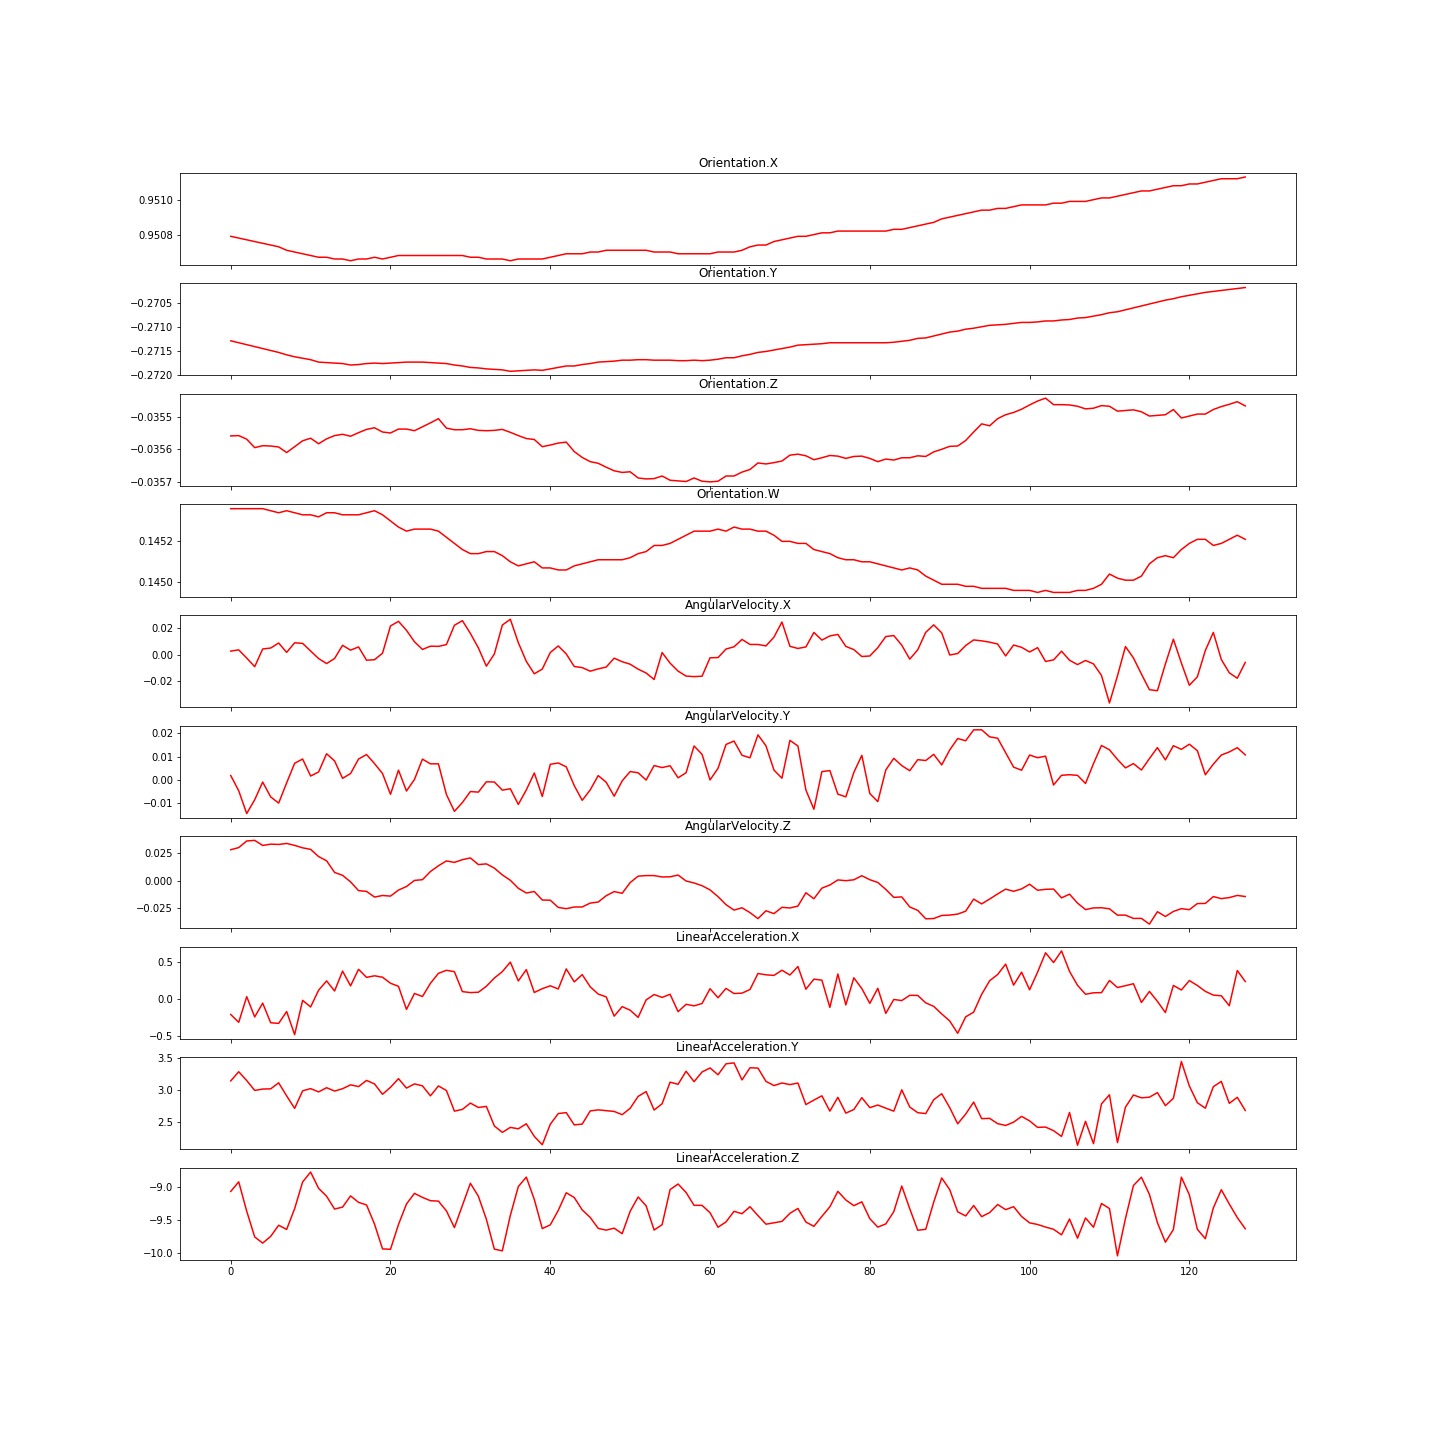 Orientation.X
0.9510
0.9508
Orientation.Y
−0.2705
−0.2710
−0.2715
−0.2720
Orientation.Z
−0.0355
−0.0356
−0.0357
Orientation.W
0.1452
0.1450
AngularVelocity.X
0.02
0.00
−0.02
AngularVelocity.Y
0.02
0.01
0.00
−0.01
AngularVelocity.Z
0.025
0.000
−0.025
LinearAcceleration.X
0.5
0.0
−0.5
LinearAcceleration.Y
3.5
3.0
2.5
LinearAcceleration.Z
−9.0
−9.5
−10.0
0 20 40 60 80 100 120